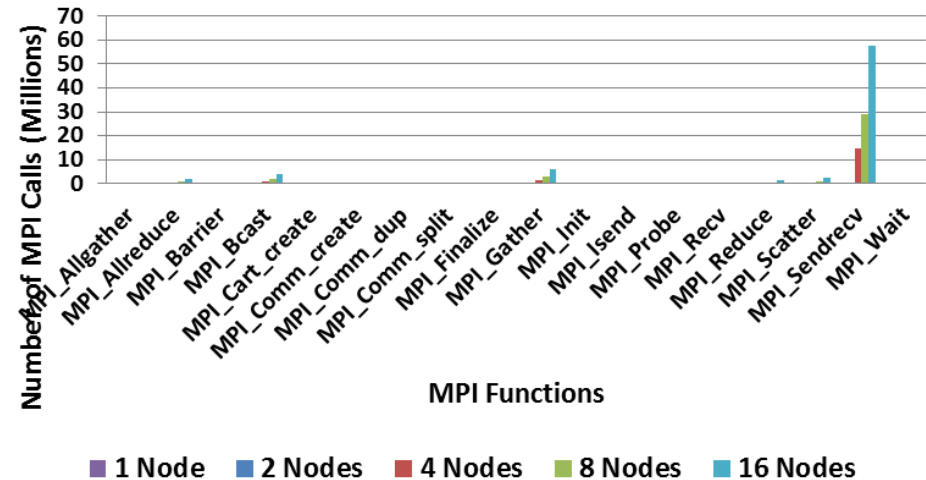 Number of MPI Calls (Millions)
70
60
50
40
30
20
10
0
MPI_Allgather
MPI_Allreduce
MPI_Barrier
MPI_Bcast
MPI_Cart_create
MPI_Comm_create
MPI_Comm_dup
MPI_Comm_split
MPI_Finalize
MPI_Gather
MPI_Init
MPI_Isend
MPI_Probe
MPI_Recv
MPI_Reduce
MPI_Scatter
MPI_Sendrecv
MPI_Wait
MPI Functions
1 Node 2 Nodes 4 Nodes 8 Nodes 16 Nodes